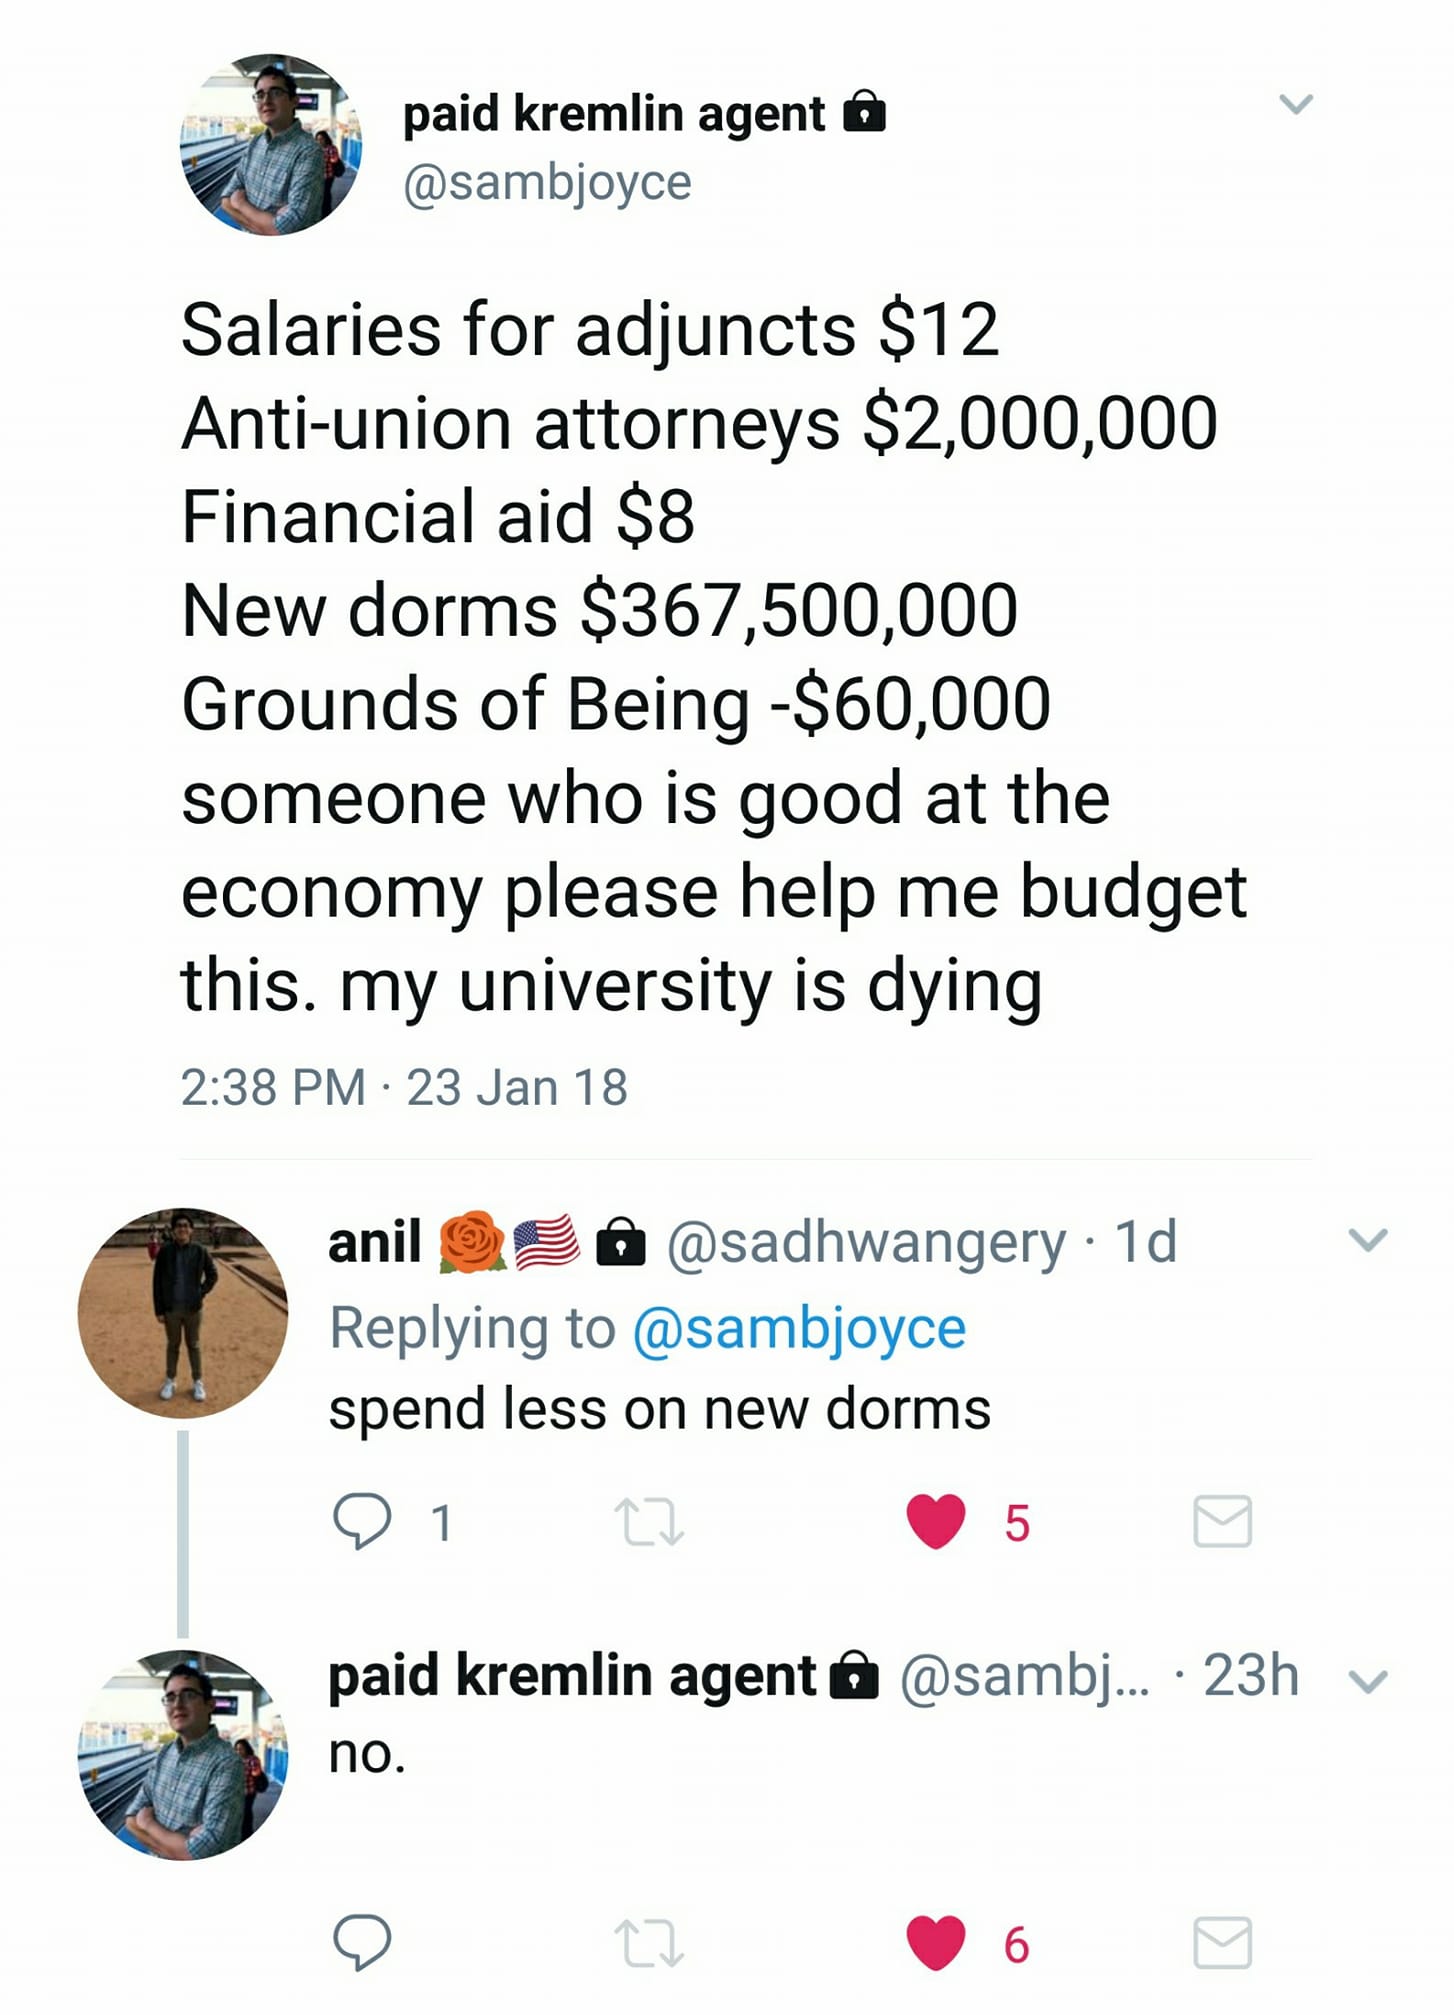 paid kremlin agent 🔒
@sambjoyce
Salaries for adjuncts $12
Anti-union attorneys $2,000,000
Financial aid $8
New dorms $367,500,000
Grounds of Being -$60,000
someone who is good at the
economy please help me budget
this. my university is dying
2:38 PM · 23 Jan 18
anil 🌹🇺🇸 🔒 @sadhwangery · 1d
Replying to @sambjoyce
spend less on new dorms
1 5
paid kremlin agent 🔒 @sambj... · 23h
no.
6